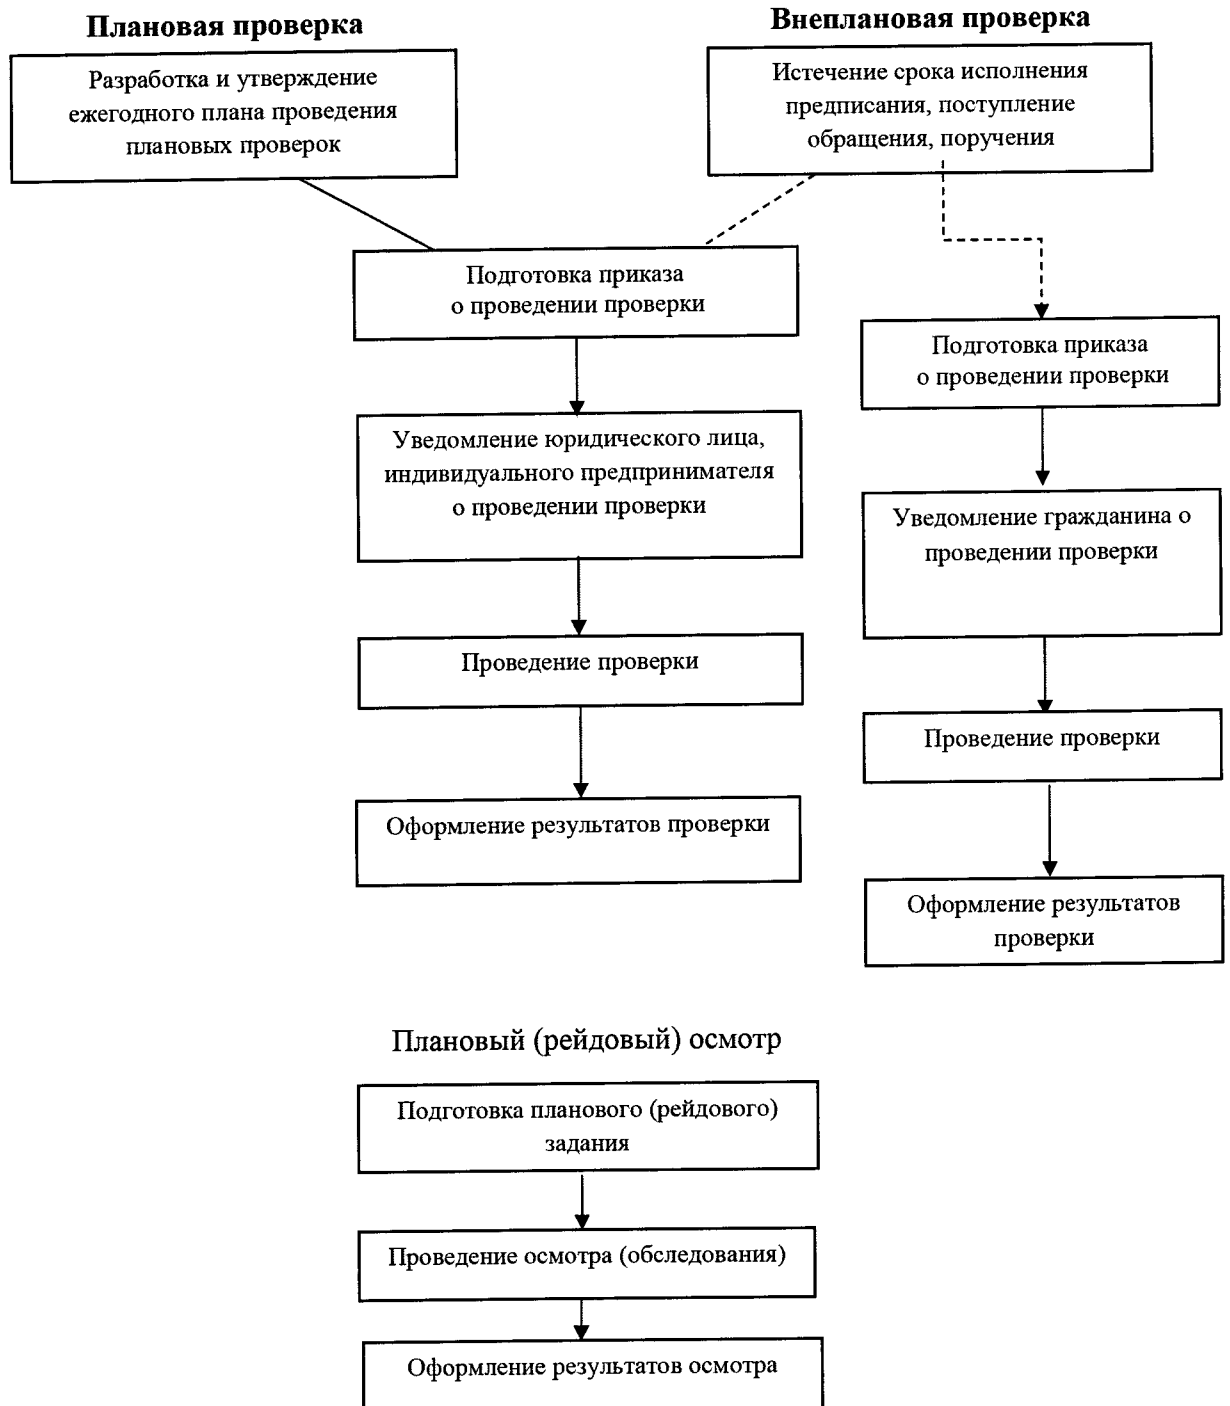 Плановая проверка
Разработка и утверждение
ежегодного плана проведения
плановых проверок
Внеплановая проверка
Истечение срока исполнения
предписания, поступление
обращения, поручения
Подготовка приказа
о проведении проверки
Уведомление юридического лица,
индивидуального предпринимателя
о проведении проверки
Проведение проверки
Оформление результатов проверки
Подготовка приказа
о проведении проверки
Уведомление гражданина о
проведении проверки
Проведение проверки
Оформление результатов
проверки
Плановый (рейдовый) осмотр
Подготовка планового (рейдового)
задания
Проведение осмотра (обследования)
Оформление результатов осмотра